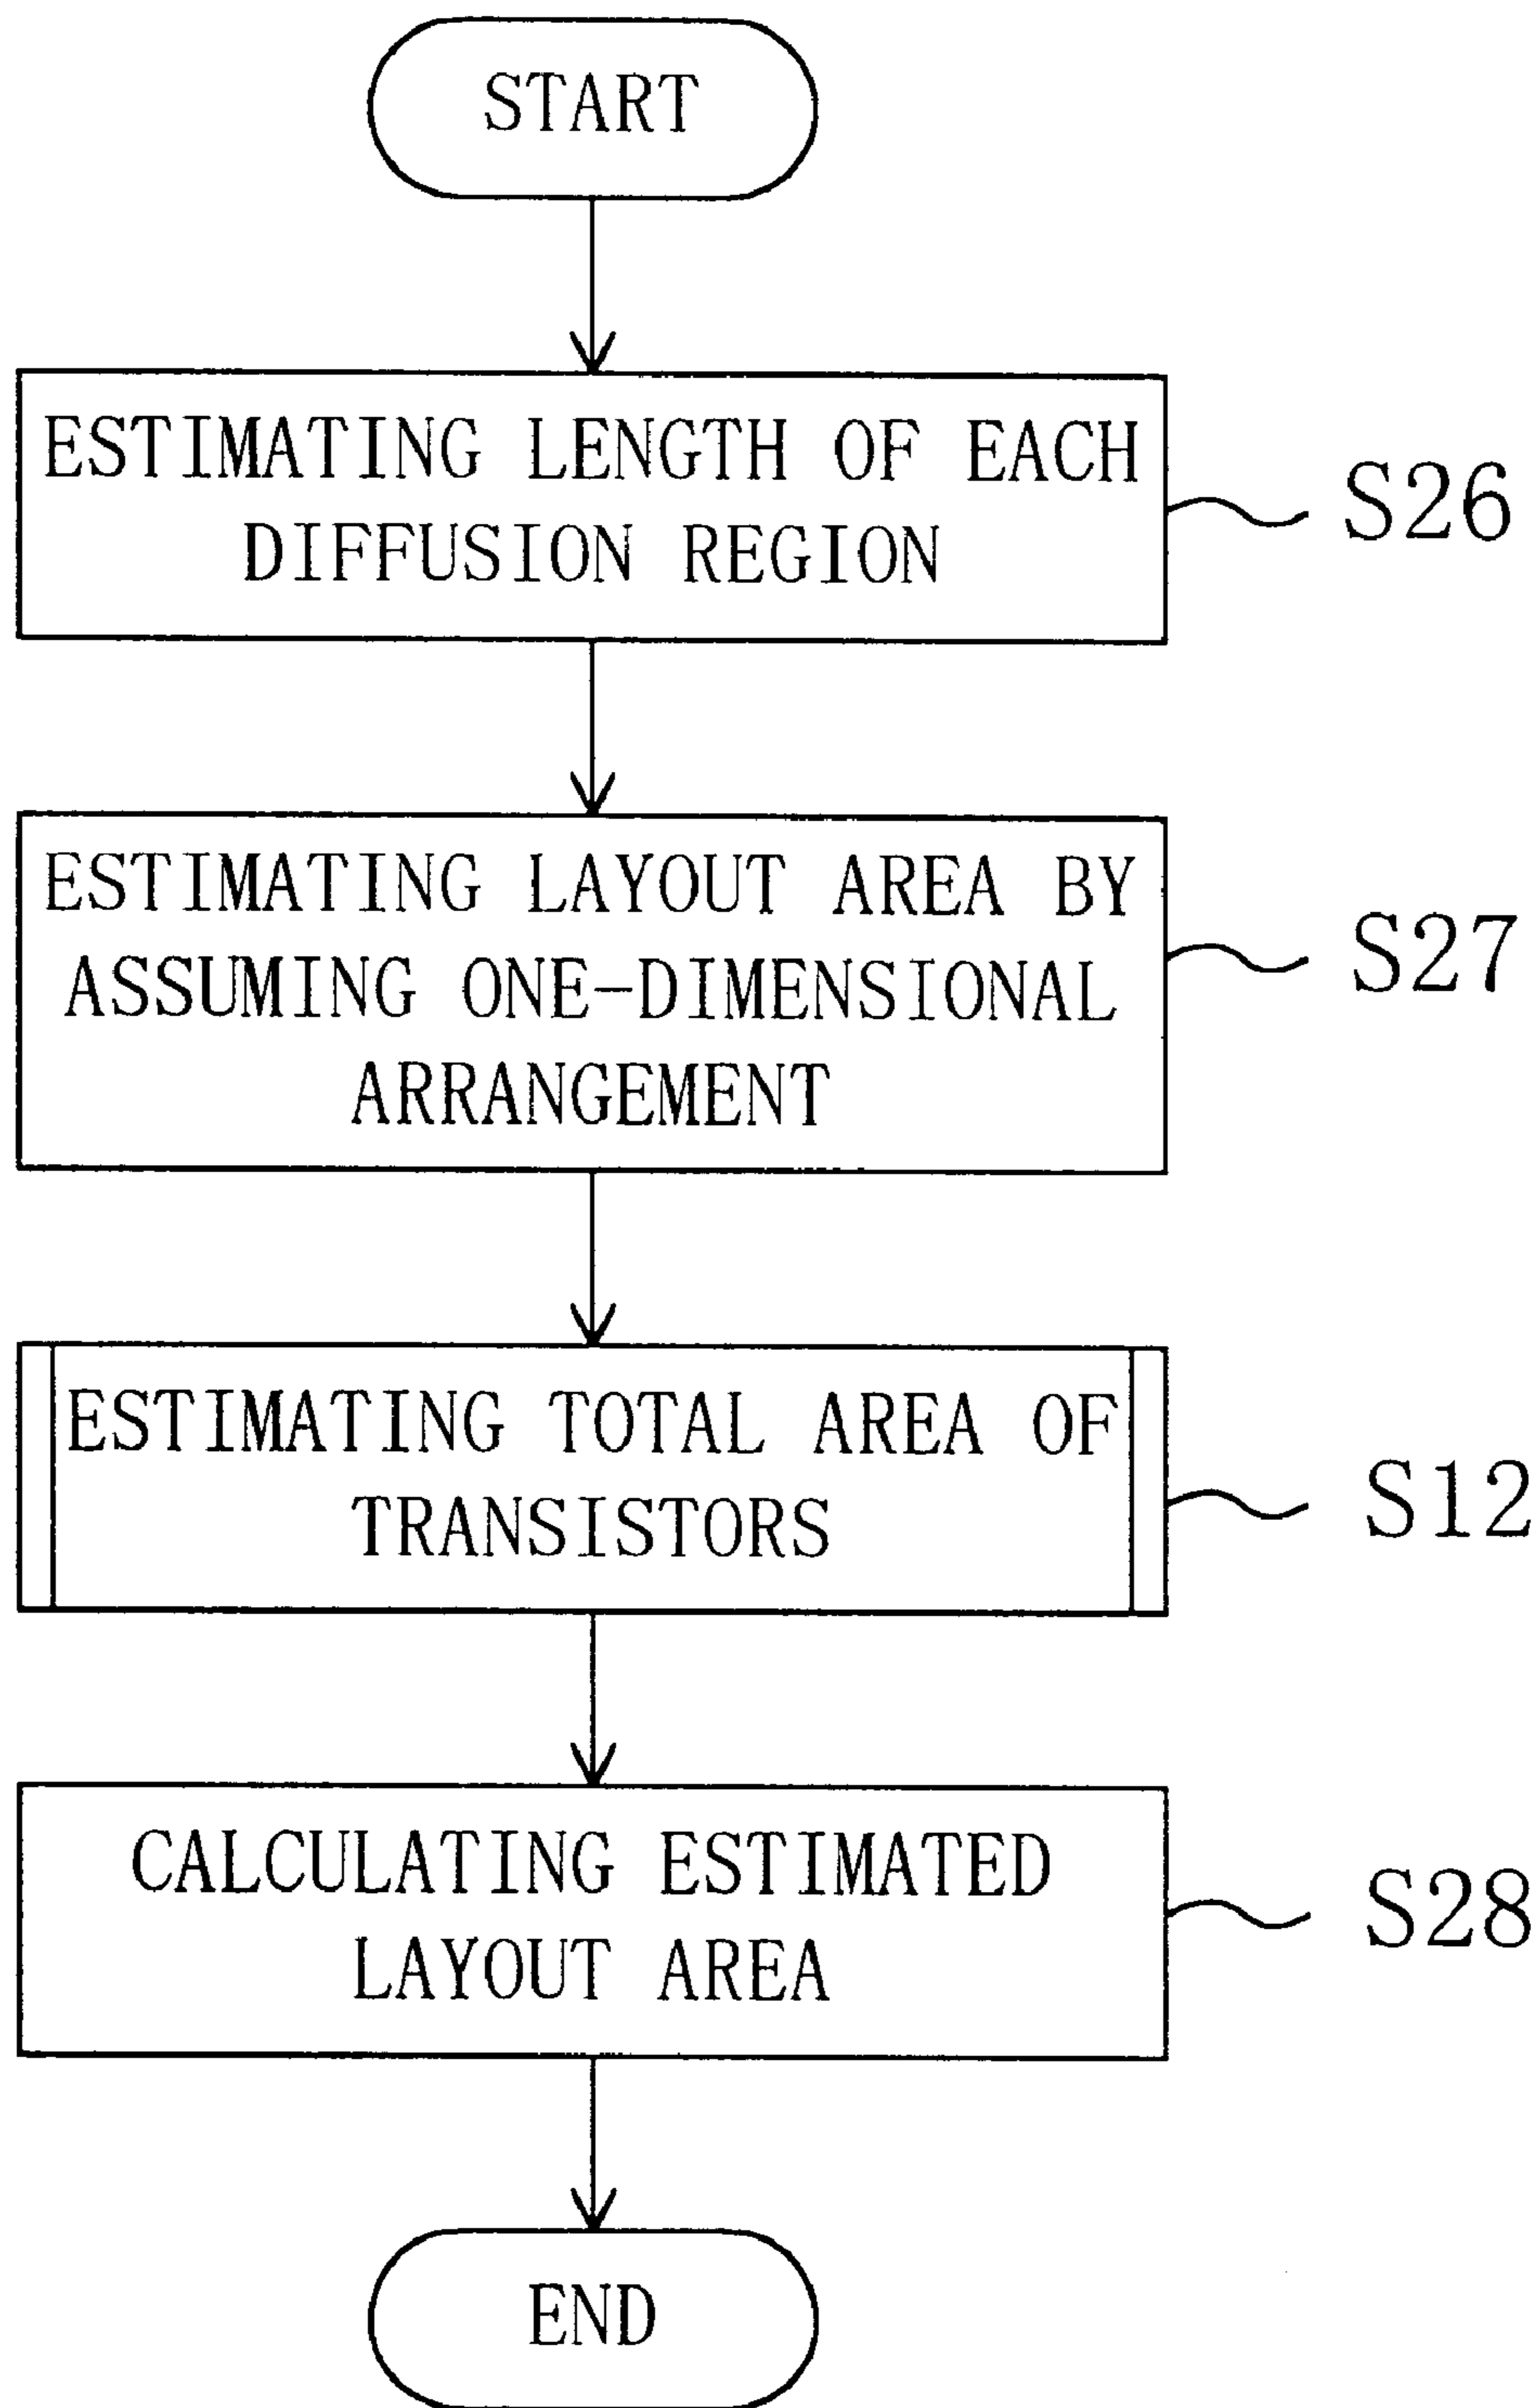 START
ESTIMATING LENGTH OF EACH
DIFFUSION REGION
S26
ESTIMATING LAYOUT AREA BY
ASSUMING ONE-DIMENSIONAL
ARRANGEMENT
S27
ESTIMATING TOTAL AREA OF
TRANSISTORS
S12
CALCULATING ESTIMATED
LAYOUT AREA
S28
END